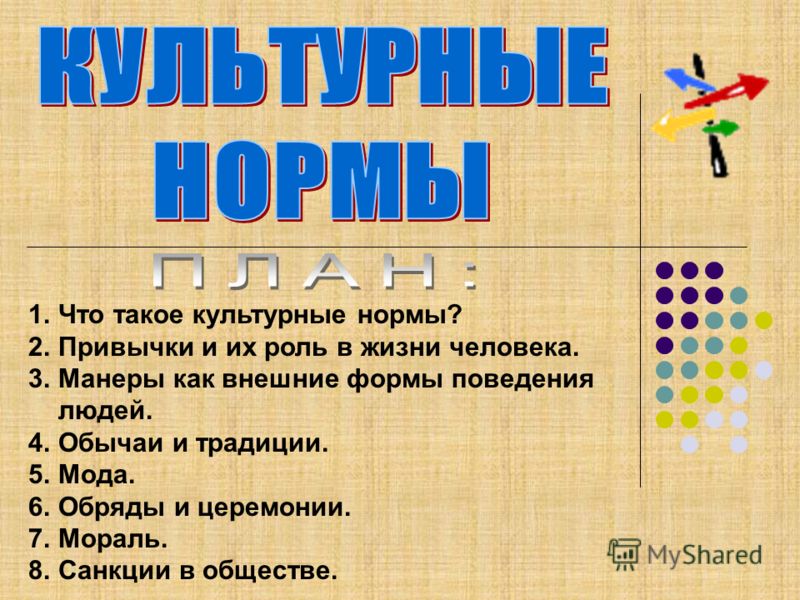 КУЛЬТУРНЫЕ
НОРМЫ
ПЛАН:
1. Что такое культурные нормы?
2. Привычки и их роль в жизни человека.
3. Манеры как внешние формы поведения
людей.
4. Обычаи и традиции.
5. Мода.
6. Обряды и церемонии.
7. Мораль.
8. Санкции в обществе.
MyShared